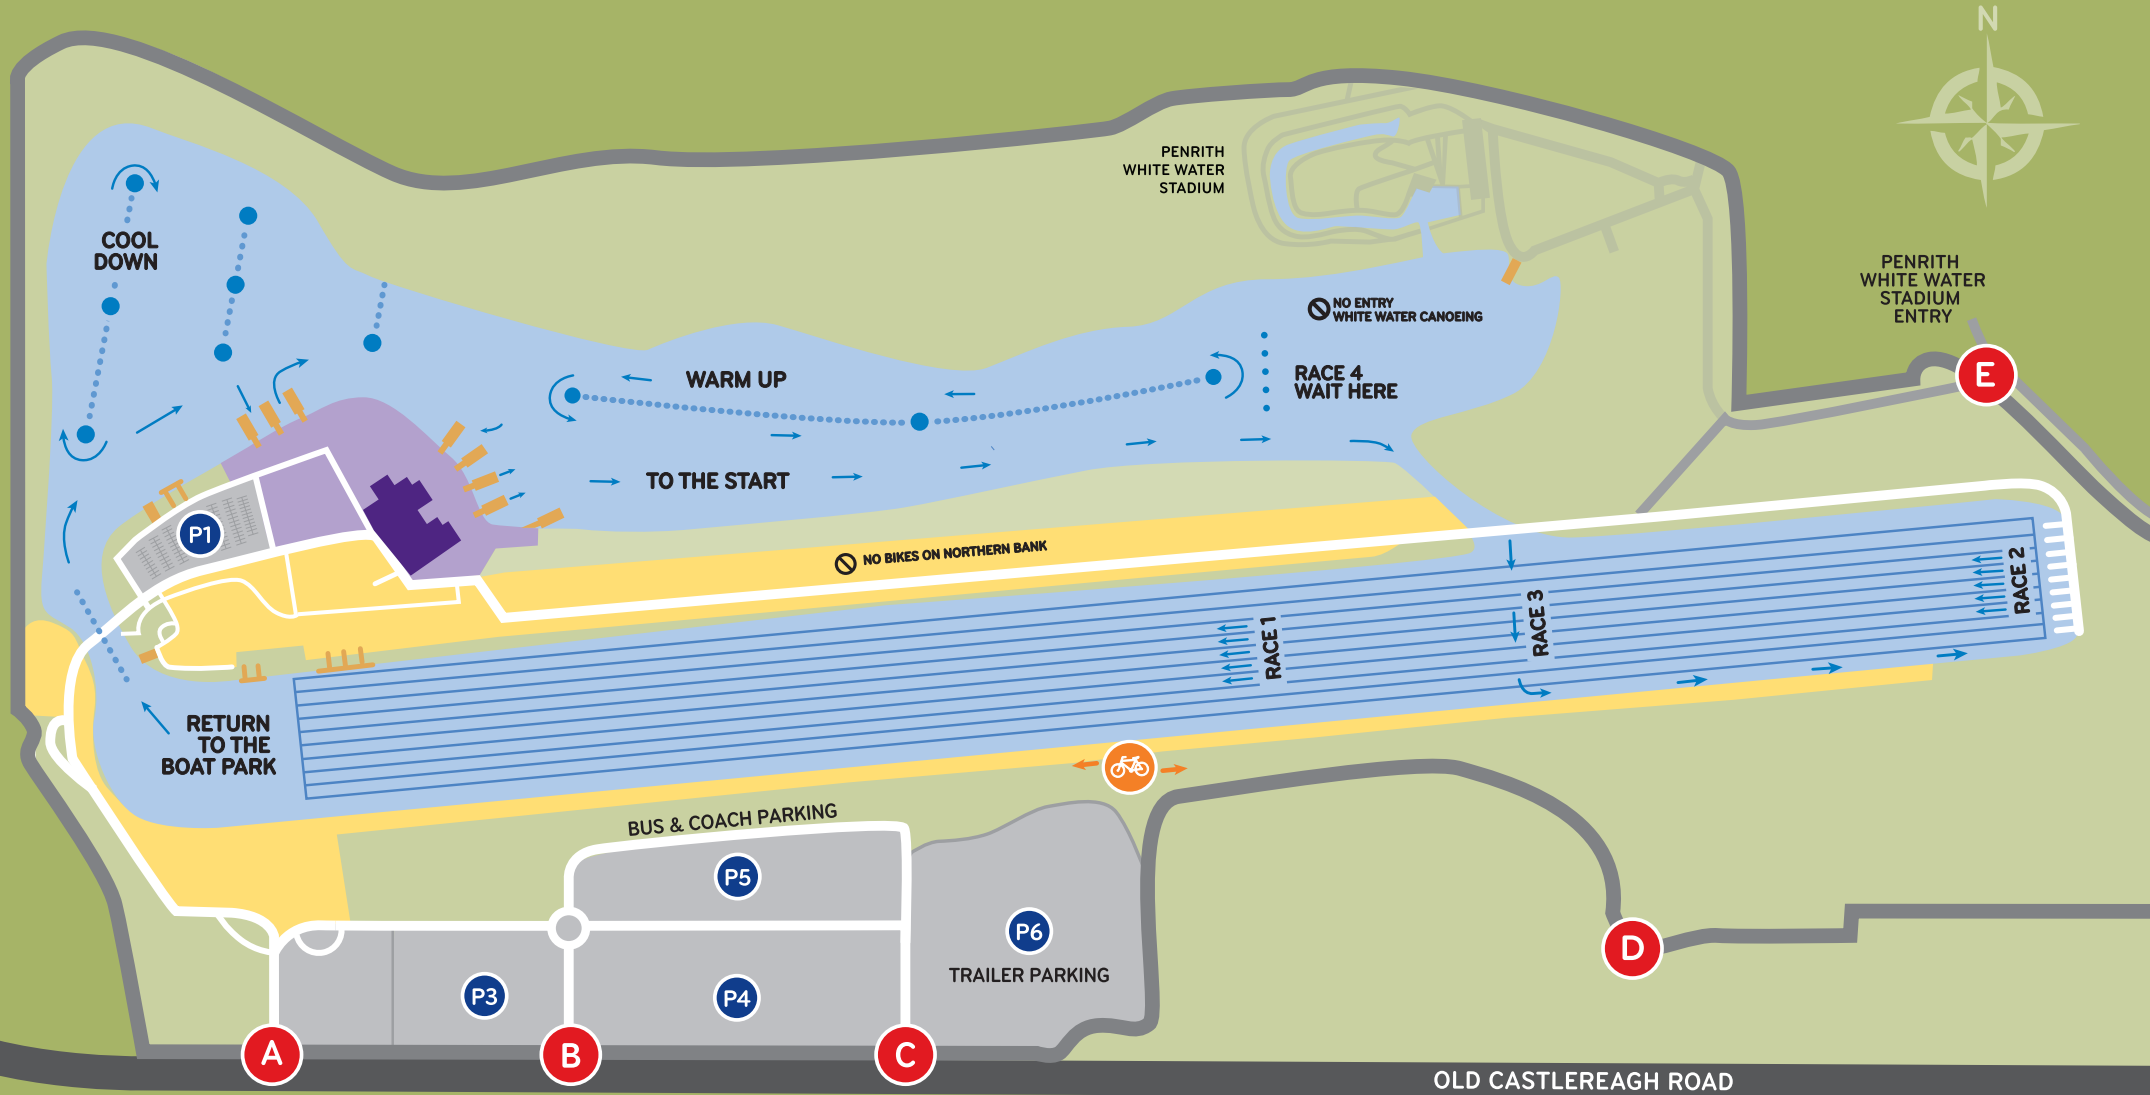 N
PENRITH
WHITE WATER
STADIUM
COOL
DOWN
PENRITH
WHITE WATER
STADIUM
ENTRY
NO ENTRY
WHITE WATER CANOEING
E
WARM UP
RACE 4
WAIT HERE
TO THE START
P1
NO BIKES ON NORTHERN BANK
RACE 1
RACE 3
RACE 2
RETURN
TO THE
BOAT PARK
BUS & COACH PARKING
P5
P6
TRAILER PARKING
P3
P4
D
A
B
C
OLD CASTLEREAGH ROAD